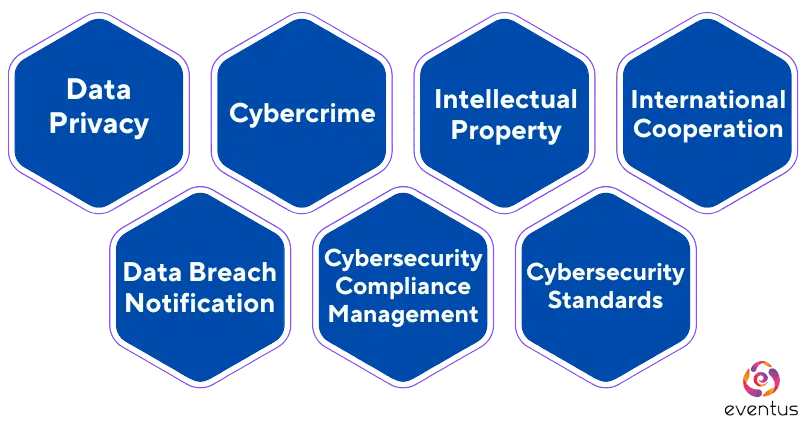 Data
Privacy
Cybercrime
Intellectual
Property
International
Cooperation
Data Breach
Notification
Cybersecurity
Compliance
Management
Cybersecurity
Standards
eventus